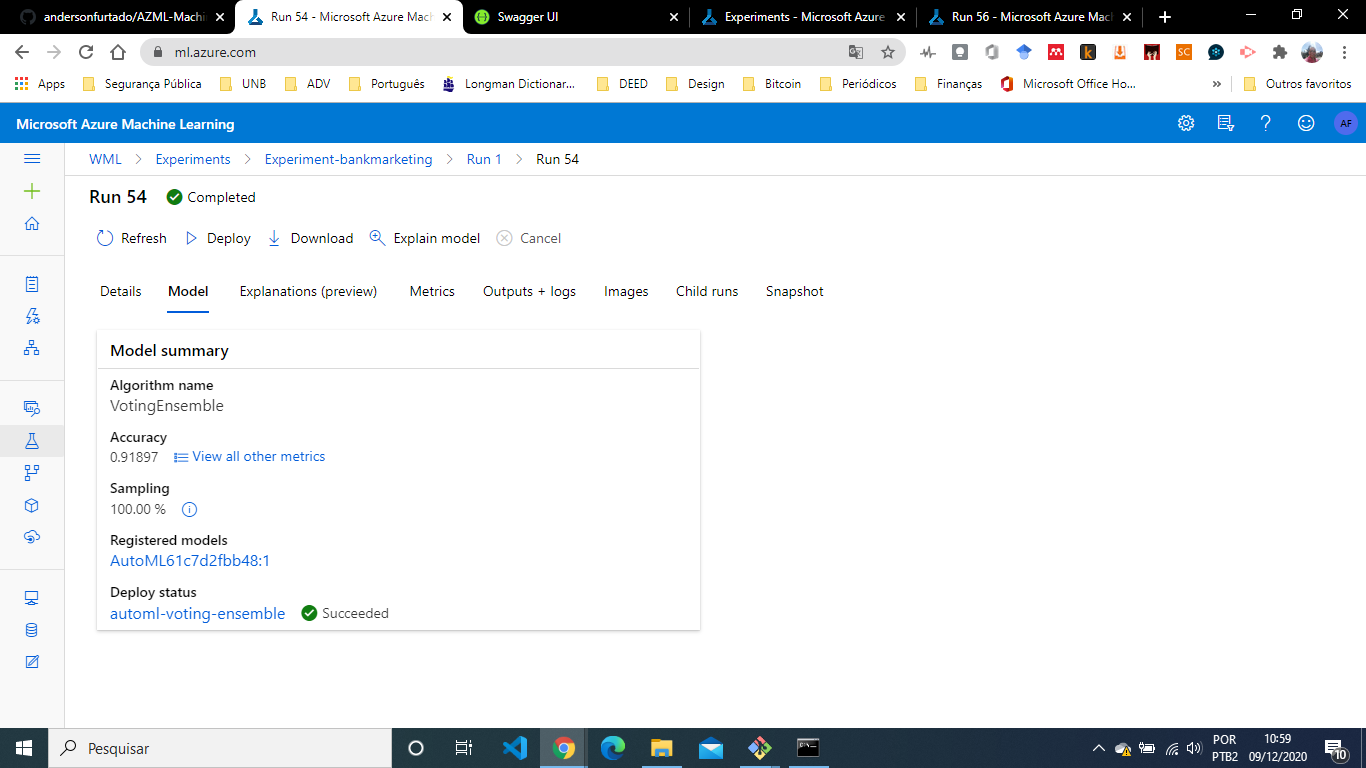 andersonfurtado/AZML-Machi
Run 54 - Microsoft Azure Mac
Swagger UI
Experiments - Microsoft Azure
Run 56 - Microsoft Azure Mac
ml.azure.com
Apps
Segurança Pública
UNB
ADV
Português
Longman Dictionar...
DEED
Design
Bitcoin
Periódicos
Finanças
Microsoft Office Ho...
»
Outros favoritos
Microsoft Azure Machine Learning
AF
WML > Experiments > Experiment-bankmarketing > Run 1 > Run 54
Run 54 Completed
Refresh Deploy Download Explain model Cancel
Details Model Explanations (preview) Metrics Outputs + logs Images Child runs Snapshot
Model summary
Algorithm name
VotingEnsemble
Accuracy
0.91897 View all other metrics
Sampling
100.00 %
Registered models
AutoML61c7d2fbb48:1
Deploy status
automl-voting-ensemble Succeeded
Pesquisar
POR
PTB2
10:59
09/12/2020
10